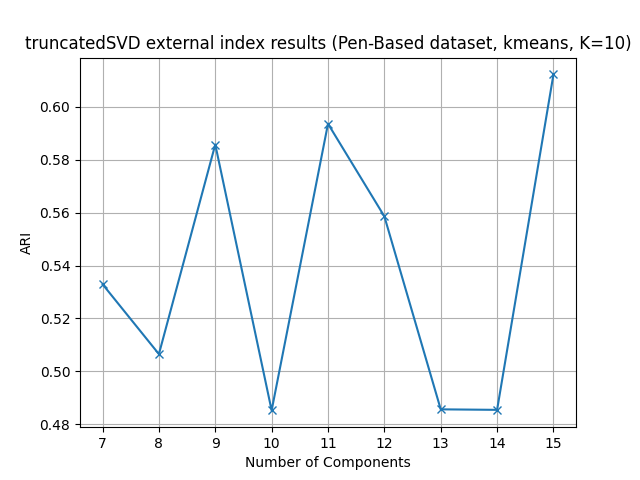 truncatedSVD external index results (Pen-Based dataset, kmeans, K=10)
0.60
0.58
0.56
0.54
0.52
0.50
0.48
ARI
7 8 9 10 11 12 13 14 15
Number of Components